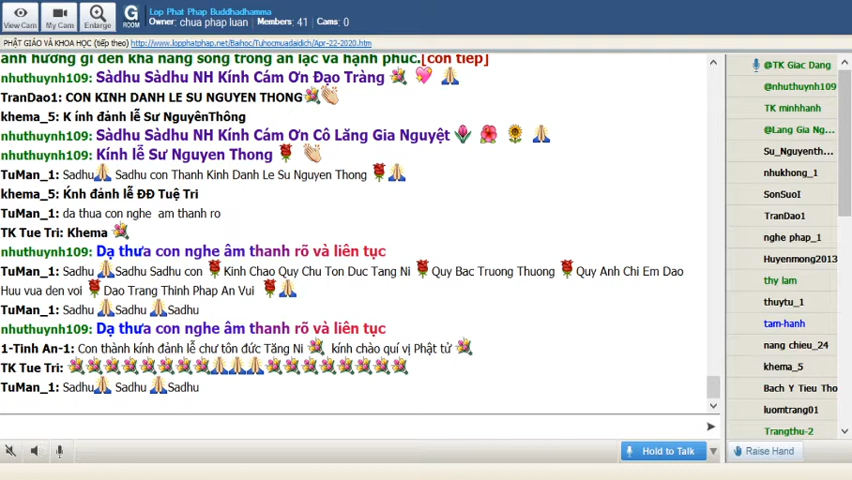 Lop Phat Phap Buddhadhamma
Owner: chua phap luan Members: 41 Cams: 0
View Cam
My Cam
Enlarge
G
ROOM
PHẬT GIÁO VÀ KHOA HỌC (tiếp theo) http://www.lopphatphap.net/Baihoc/Tuhocmuadaidich/Apr-22-2020.htm
ảnh hưởng gì đến khả năng sống trong an lạc và hạnh phúc.[còn tiếp]
nhuthuynh109: Sàdhu Sàdhu NH Kính Cám Ơn Đạo Tràng
TranDao1: CON KINH DANH LE SU NGUYEN THONG
khema_5: K ính đảnh lễ Sư NguyênThông
nhuthuynh109: Sàdhu Sàdhu NH Kính Cám Ơn Cô Lăng Gia Nguyệt
nhuthuynh109: Kính lễ Sư Nguyen Thong
TuMan_1: Sadhu Sadhu con Thanh Kinh Danh Le Su Nguyen Thong
khema_5: Kính đảnh lễ ĐĐ Tuệ Tri
TuMan_1: da thua con nghe am thanh ro
TK Tue Tri: Khema
nhuthuynh109: Dạ thưa con nghe âm thanh rõ và liên tục
TuMan_1: Sadhu Sadhu Sadhu con Kinh Chao Quy Chu Ton Duc Tang Ni Quy Bac Truong Thuong Quy Anh Chi Em Dao
Huu vua den voi Dao Trang Thinh Phap An Vui
TuMan_1: Sadhu Sadhu Sadhu
nhuthuynh109: Dạ thưa con nghe âm thanh rõ và liên tục
1-Tinh An-1: Con thành kính đảnh lễ chư tôn đức Tăng Ni kính chào quí vị Phật tử
TK Tue Tri:
TuMan_1: Sadhu Sadhu Sadhu
@TK Giac Dang
@nhuthuynh109
TK minhhanh
@Lang Gia Ng...
Su_Nguyenth...
nhukhong_1
SonSuoI
TranDao1
nghe phap_1
Huyenmong2013
thy lam
thuytu_1
tam-hanh
nang chieu_24
khema_5
Bach Y Tieu Tho
luomtrang01
Trangthu-2
Hold to Talk
Raise Hand